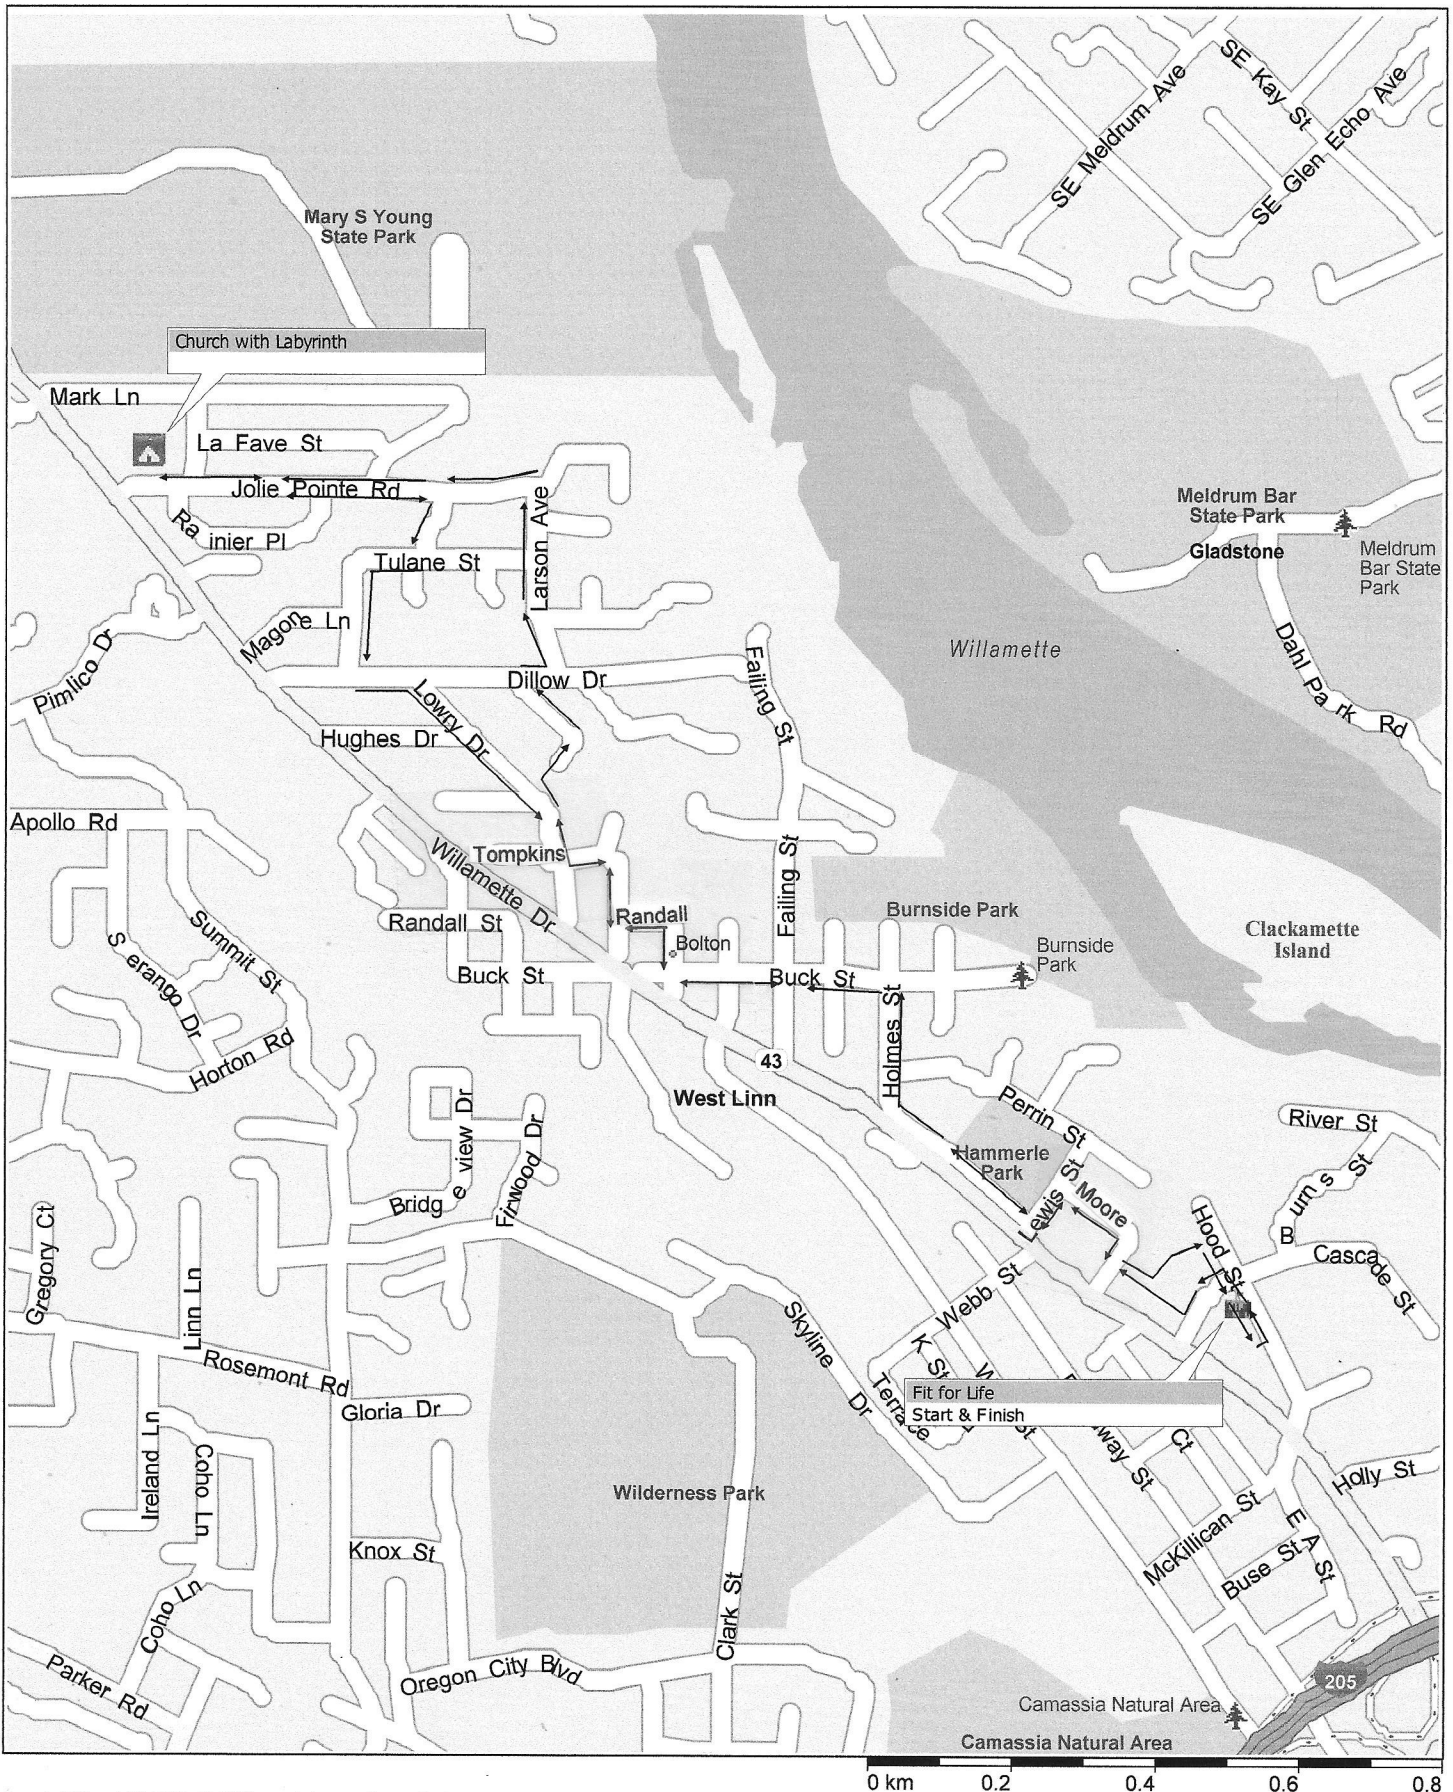 SE Kay St
SE Meldrum Ave
SE Glen Echo Ave
Mary S Young
State Park
Church with Labyrinth
Mark Ln
La Fave St
Jolie Pointe Rd
Ra inier Pl
Tulane St
Larson Ave
Magone Ln
Pimlico Dr
Dillow Dr
Lowry Dr
Hughes Dr
Failing St
Meldrum Bar
State Park
Gladstone
Meldrum
Bar State
Park
Willamette
Dahl Park Rd
Apollo Rd
Tompkins
Willamette Dr
Failing St
Randall St
Randall
Burnside Park
Clackamette
Island
Summit St
Serango Dr
Bolton
Burnside
Park
Buck St
Buck St
Holmes St
Horton Rd
43
West Linn
Perrin St
River St
Hammerle
Park
Bridge view Dr
Firwood Dr
Lewis St
Moore
Burns St
Hood St
Cascade St
Gregory Ct
Linn Ln
Webb St
Skyline Dr
K St
Rosemont Rd
Terrace
Fit for Life
Start & Finish
Gloria Dr
Ireland Ln
Coho Ln
way St
Ct
Holly St
Wilderness Park
McKillican St
E A St
Buse St
Knox St
Coho Ln
Clark St
Parker Rd
Oregon City Blvd
205
Camassia Natural Area
Camassia Natural Area
0 km 0.2 0.4 0.6 0.8